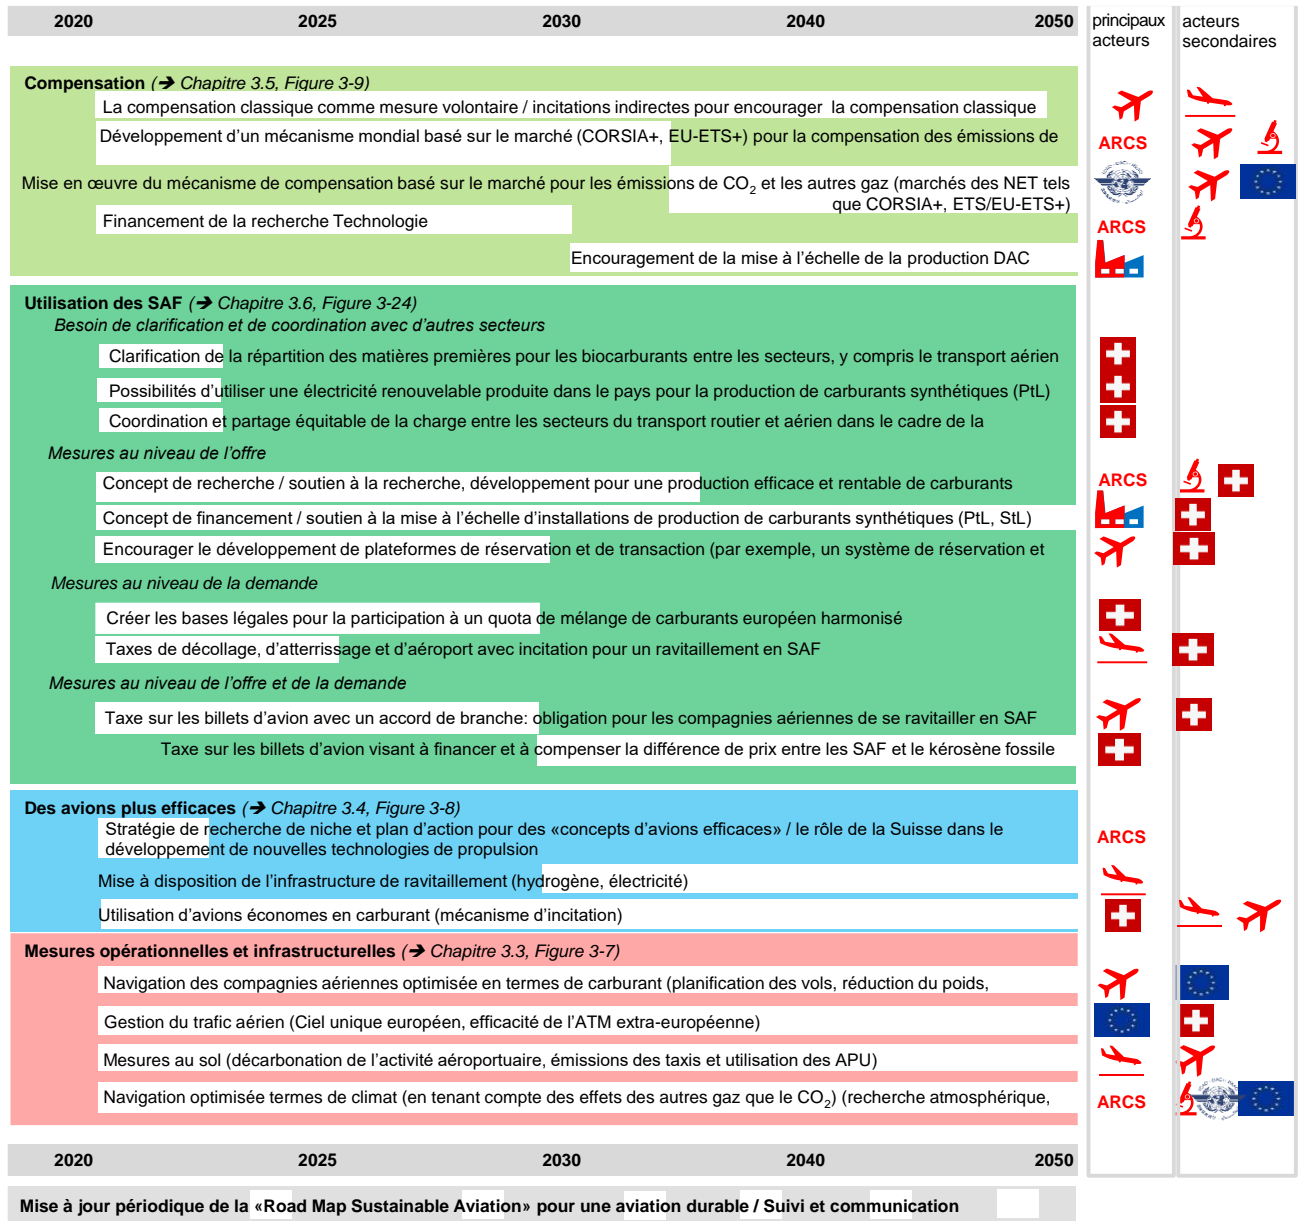 2020 2025 2030 2040 2050
principaux acteurs
acteurs secondaires
Compensation (➔ Chapitre 3.5, Figure 3-9)
La compensation classique comme mesure volontaire / incitations indirectes pour encourager la compensation classique
Développement d’un mécanisme mondial basé sur le marché (CORSIA+, EU-ETS+) pour la compensation des émissions de
ARCS
Mise en œuvre du mécanisme de compensation basé sur le marché pour les émissions de CO2 et les autres gaz (marchés des NET tels
que CORSIA+, ETS/EU-ETS+)
Financement de la recherche Technologie
ARCS
Encouragement de la mise à l’échelle de la production DAC
Utilisation des SAF (➔ Chapitre 3.6, Figure 3-24)
Besoin de clarification et de coordination avec d’autres secteurs
Clarification de la répartition des matières premières pour les biocarburants entre les secteurs, y compris le transport aérien
Possibilités d’utiliser une électricité renouvelable produite dans le pays pour la production de carburants synthétiques (PtL)
Coordination et partage équitable de la charge entre les secteurs du transport routier et aérien dans le cadre de la
Mesures au niveau de l’offre
Concept de recherche / soutien à la recherche, développement pour une production efficace et rentable de carburants
ARCS
Concept de financement / soutien à la mise à l’échelle d’installations de production de carburants synthétiques (PtL, StL)
Encourager le développement de plateformes de réservation et de transaction (par exemple, un système de réservation et
Mesures au niveau de la demande
Créer les bases légales pour la participation à un quota de mélange de carburants européen harmonisé
Taxes de décollage, d’atterrissage et d’aéroport avec incitation pour un ravitaillement en SAF
Mesures au niveau de l’offre et de la demande
Taxe sur les billets d’avion avec un accord de branche: obligation pour les compagnies aériennes de se ravitailler en SAF
Taxe sur les billets d’avion visant à financer et à compenser la différence de prix entre les SAF et le kérosène fossile
Des avions plus efficaces (➔ Chapitre 3.4, Figure 3-8)
Stratégie de recherche de niche et plan d’action pour des «concepts d’avions efficaces» / le rôle de la Suisse dans le
développement de nouvelles technologies de propulsion
ARCS
Mise à disposition de l’infrastructure de ravitaillement (hydrogène, électricité)
Utilisation d’avions économes en carburant (mécanisme d’incitation)
Mesures opérationnelles et infrastructurelles (➔ Chapitre 3.3, Figure 3-7)
Navigation des compagnies aériennes optimisée en termes de carburant (planification des vols, réduction du poids,
Gestion du trafic aérien (Ciel unique européen, efficacité de l’ATM extra-européenne)
Mesures au sol (décarbonation de l’activité aéroportuaire, émissions des taxis et utilisation des APU)
Navigation optimisée termes de climat (en tenant compte des effets des autres gaz que le CO2) (recherche atmosphérique,
ARCS
2020 2025 2030 2040 2050
Mise à jour périodique de la «Road Map Sustainable Aviation» pour une aviation durable / Suivi et communication